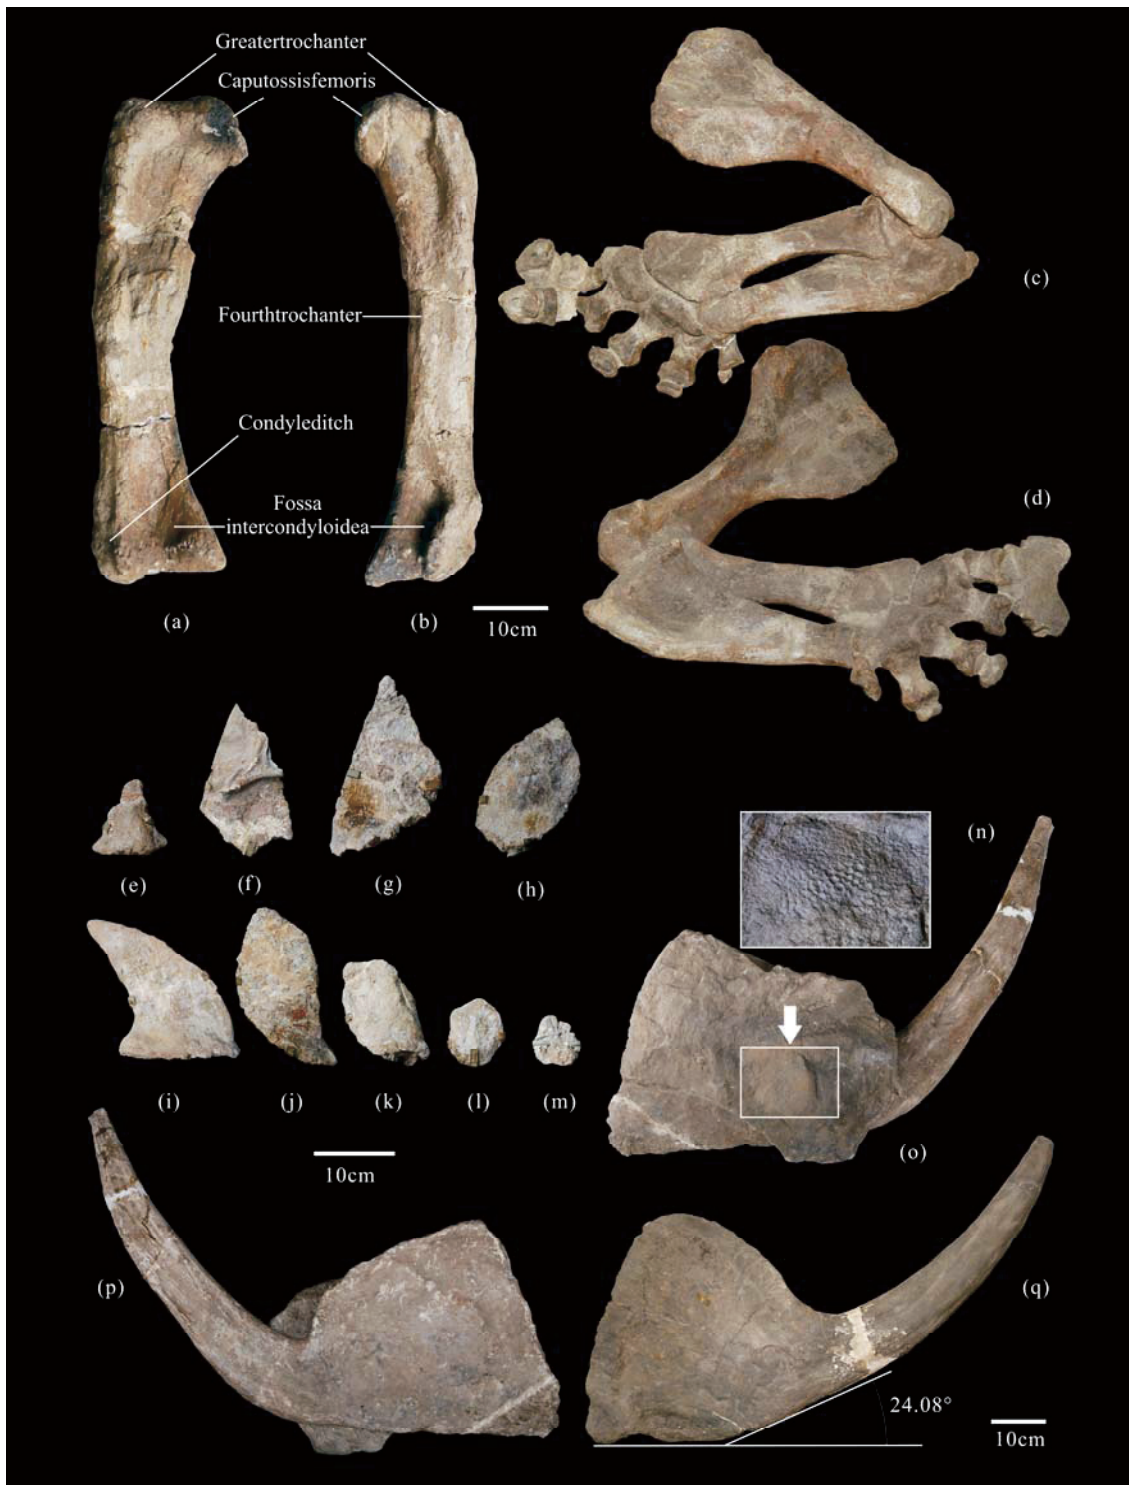 Greatertrochanter
Caputossisfemoris
(c)
Fourthtrochanter
Condyleditch
(d)
Fossa
intercondyloidea
(a)
(b)
10cm
(e)
(f)
(g)
(h)
(n)
(i)
(j)
(k)
(l)
(m)
(o)
10cm
(p)
(q)
24.08°
10cm